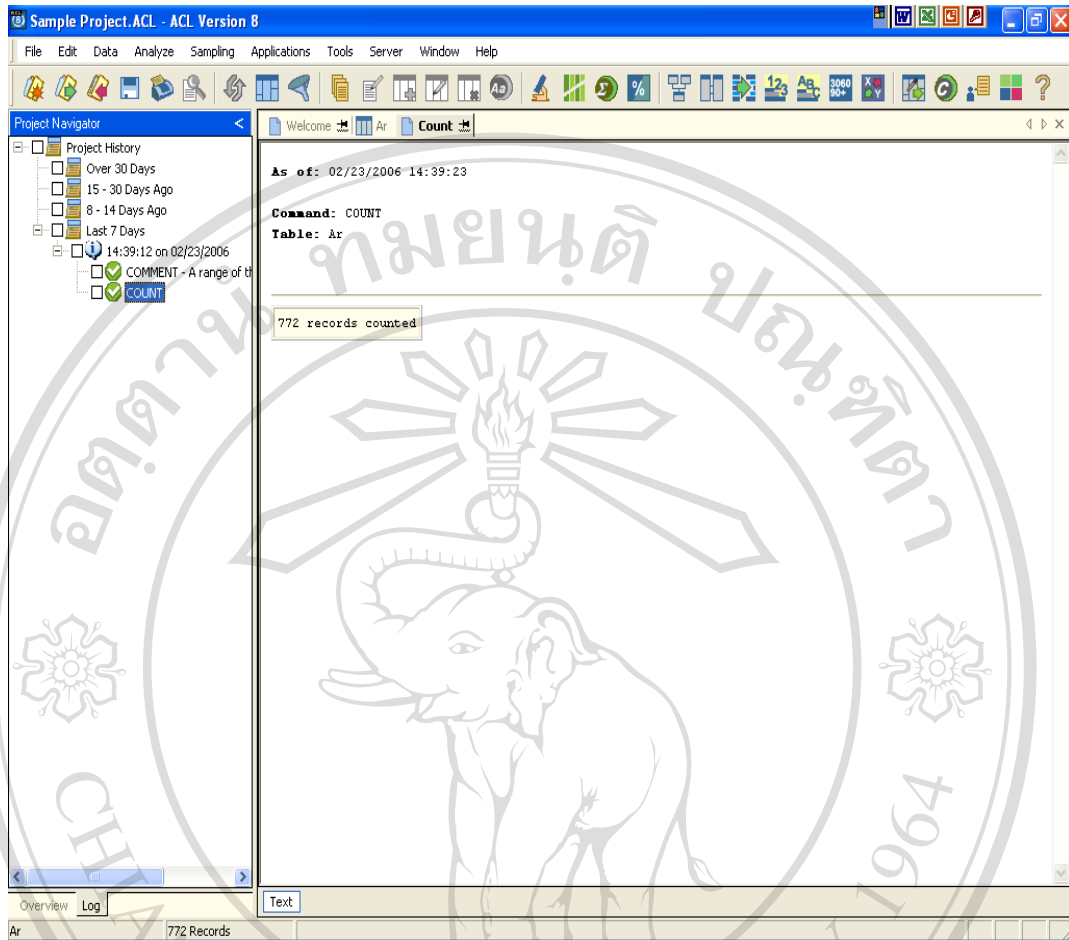 Sample Project.ACL - ACL Version 8
File Edit Data Analyze Sampling Applications Tools Server Window Help
Project Navigator <
Welcome Ar Count
Project History
Over 30 Days
15 - 30 Days Ago
8 - 14 Days Ago
Last 7 Days
14:39:12 on 02/23/2006
COMMENT - A range of th
COUNT
As of: 02/23/2006 14:39:23
Command: COUNT
Table: Ar
772 records counted
Overview Log
Text
Ar 772 Records
1964